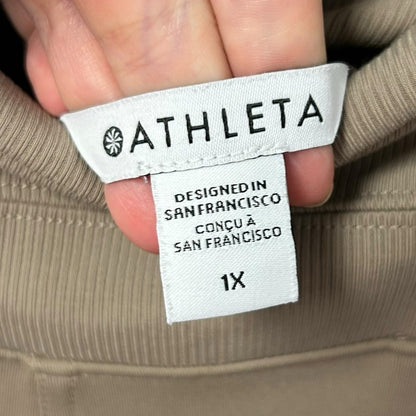 ATHLETA
DESIGNED IN
SAN FRANCISCO
CONÇU À
SAN FRANCISCO
1X